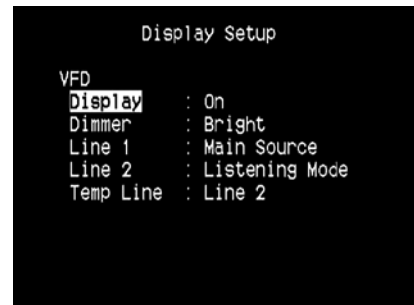 Display Setup
VFD
Display : On
Dimmer : Bright
Line 1 : Main Source
Line 2 : Listening Mode
Temp Line : Line 2